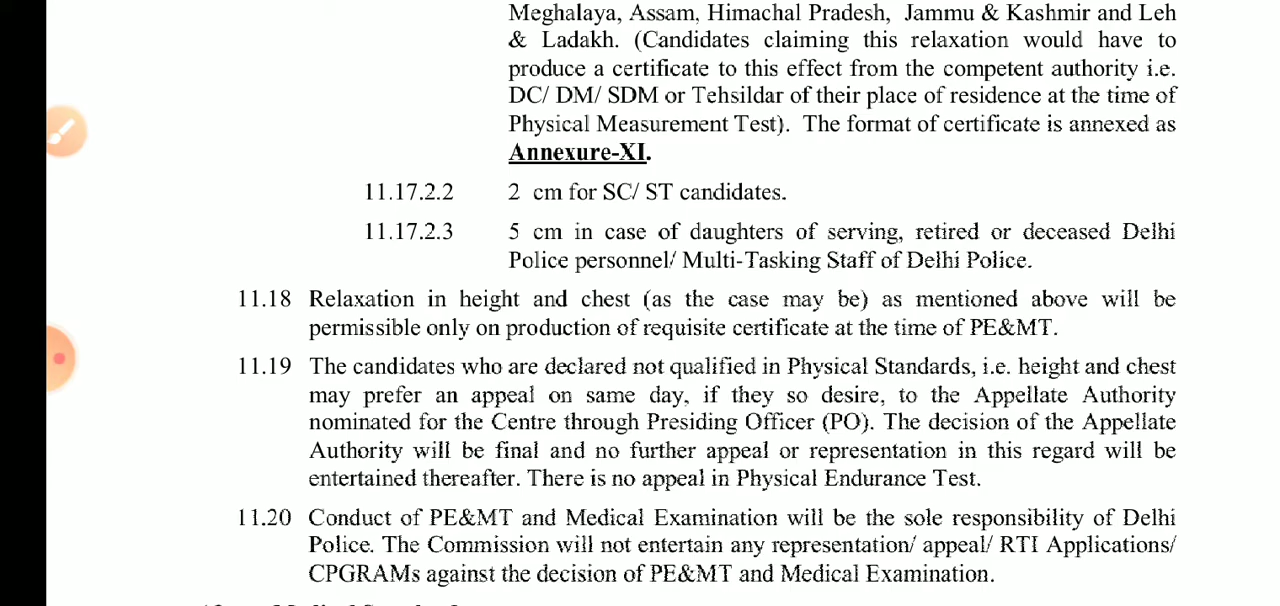 Meghalaya, Assam, Himachal Pradesh, Jammu & Kashmir and Leh
& Ladakh. (Candidates claiming this relaxation would have to
produce a certificate to this effect from the competent authority i.e.
DC/ DM/ SDM or Tehsildar of their place of residence at the time of
Physical Measurement Test). The format of certificate is annexed as
Annexure-XI.
11.17.2.2 2 cm for SC/ ST candidates.
11.17.2.3 5 cm in case of daughters of serving, retired or deceased Delhi
Police personnel/ Multi-Tasking Staff of Delhi Police.
11.18 Relaxation in height and chest (as the case may be) as mentioned above will be
permissible only on production of requisite certificate at the time of PE&MT.
11.19 The candidates who are declared not qualified in Physical Standards, i.e. height and chest
may prefer an appeal on same day, if they so desire, to the Appellate Authority
nominated for the Centre through Presiding Officer (PO). The decision of the Appellate
Authority will be final and no further appeal or representation in this regard will be
entertained thereafter. There is no appeal in Physical Endurance Test.
11.20 Conduct of PE&MT and Medical Examination will be the sole responsibility of Delhi
Police. The Commission will not entertain any representation/ appeal/ RTI Applications/
CPGRAMs against the decision of PE&MT and Medical Examination.